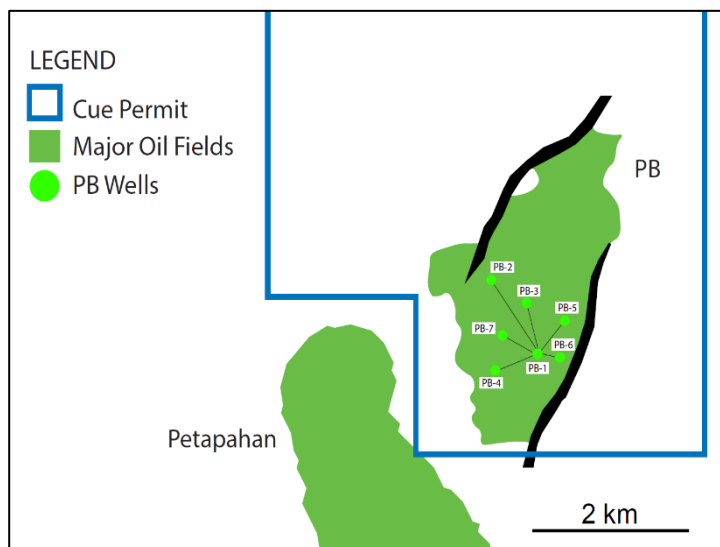 LEGEND
Cue Permit
Major Oil Fields
PB Wells
PB
PB-2
PB-3
PB-5
PB-7
PB-6
PB-1
PB-4
Petapahan
2 km